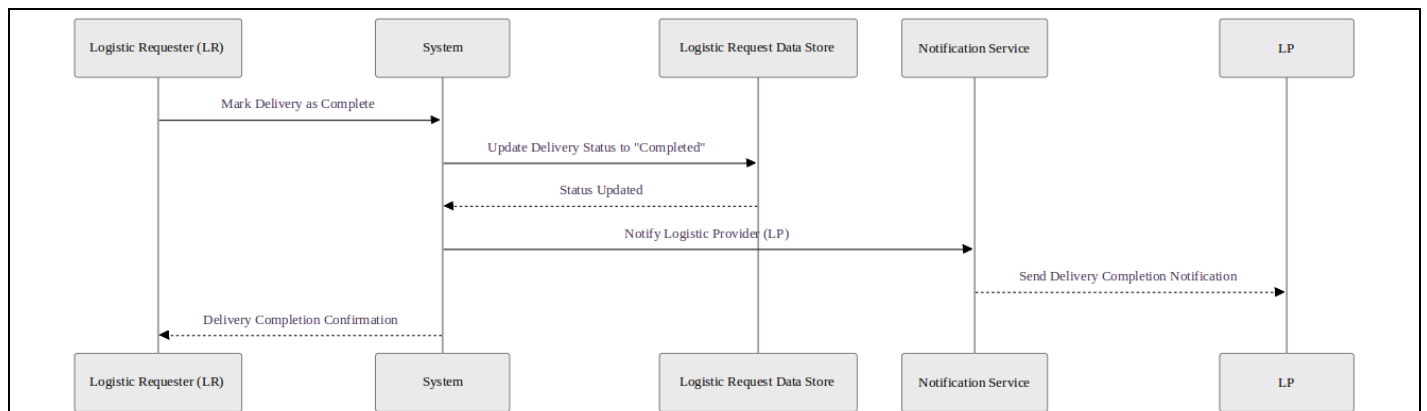 Logistic Requester (LR)
System
Logistic Request Data Store
Notification Service
LP
Mark Delivery as Complete
Update Delivery Status to "Completed"
Status Updated
Notify Logistic Provider (LP)
Send Delivery Completion Notification
Delivery Completion Confirmation
Logistic Requester (LR)
System
Logistic Request Data Store
Notification Service
LP